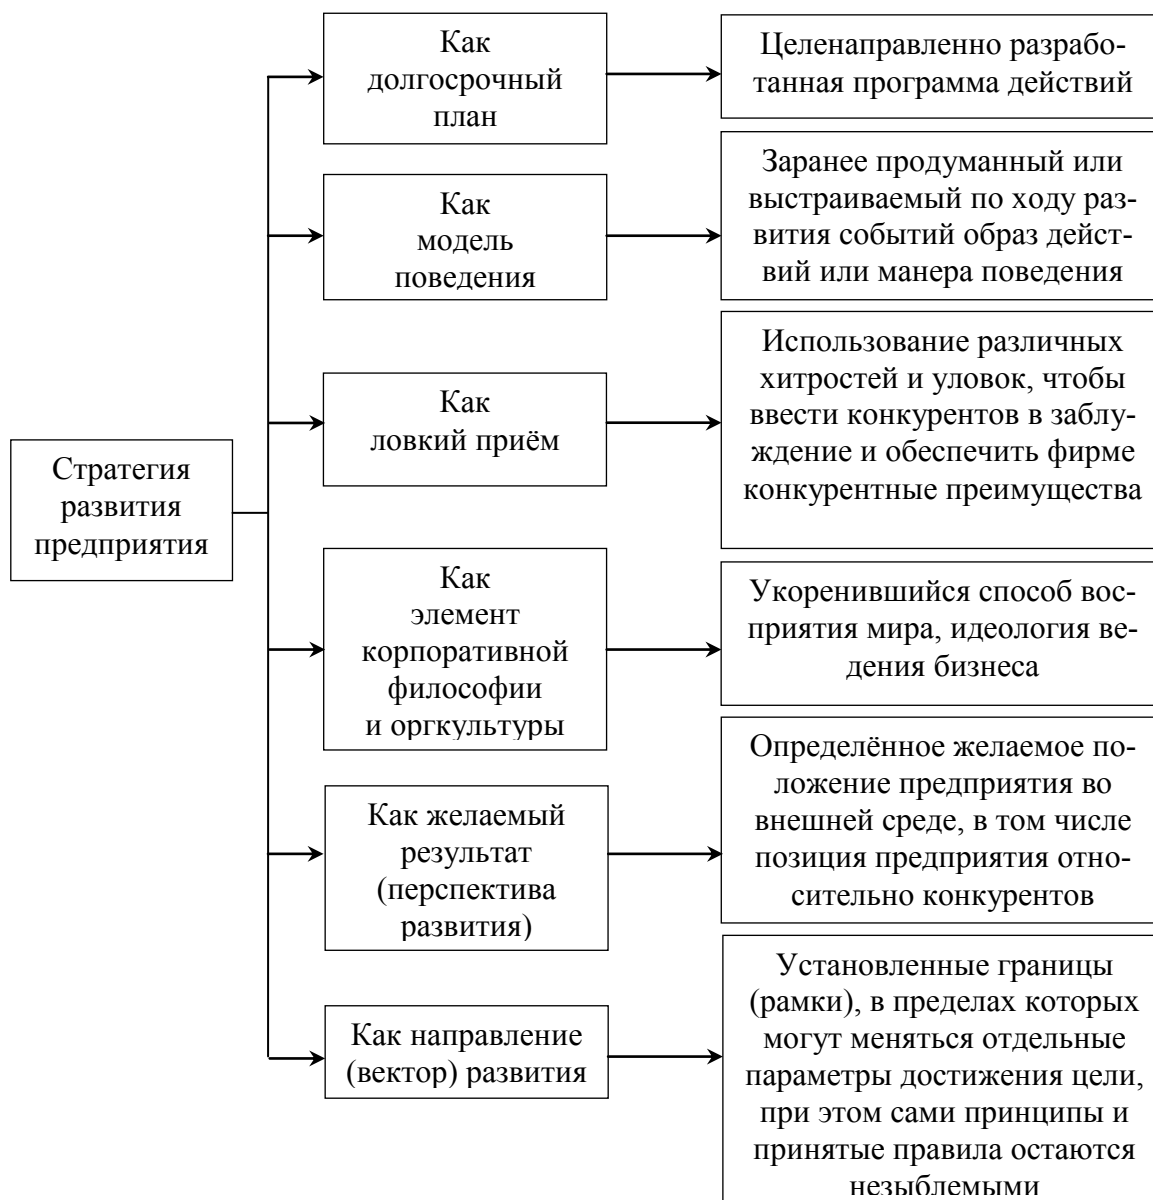 Стратегия
развития
предприятия
Как
долгосрочный
план
Целенаправленно разрабо-
танная программа действий
Как
модель
поведения
Заранее продуманный или
выстраиваемый по ходу раз-
вития событий образ дейст-
вий или манера поведения
Как
ловкий приём
Использование различных
хитростей и уловок, чтобы
ввести конкурентов в заблу-
ждение и обеспечить фирме
конкурентные преимущества
Как
элемент
корпоративной
философии
и оргкультуры
Укоренившийся способ вос-
приятия мира, идеология ве-
дения бизнеса
Как желаемый
результат
(перспектива
развития)
Определённое желаемое по-
ложение предприятия во
внешней среде, в том числе
позиция предприятия отно-
сительно конкурентов
Как направление
(вектор) развития
Установленные границы
(рамки), в пределах которых
могут меняться отдельные
параметры достижения цели,
при этом сами принципы и
принятые правила остаются
незыблемыми